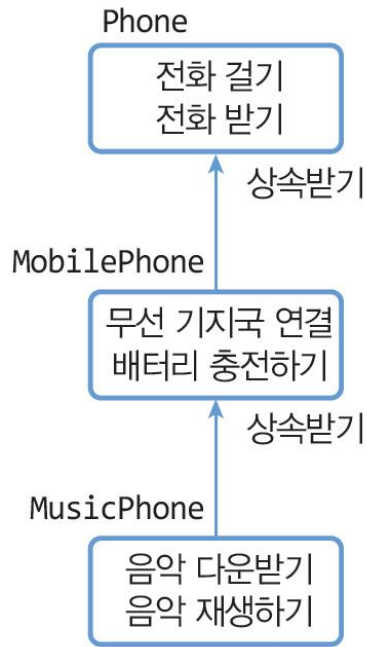 Phone
전화 걸기
전화 받기
상속받기
MobilePhone
무선 기지국 연결
배터리 충전하기
상속받기
MusicPhone
음악 다운받기
음악 재생하기